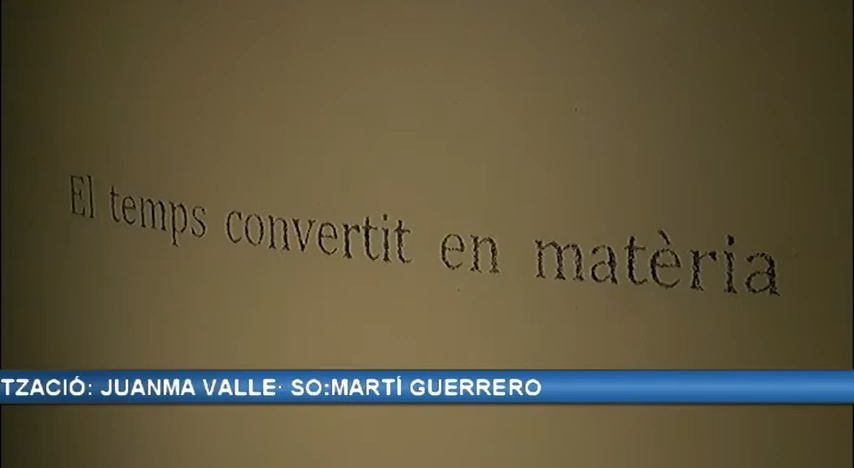 El temps convertit en matèria
TZACIÓ: JUANMA VALLE· SO:MARTÍ GUERRERO